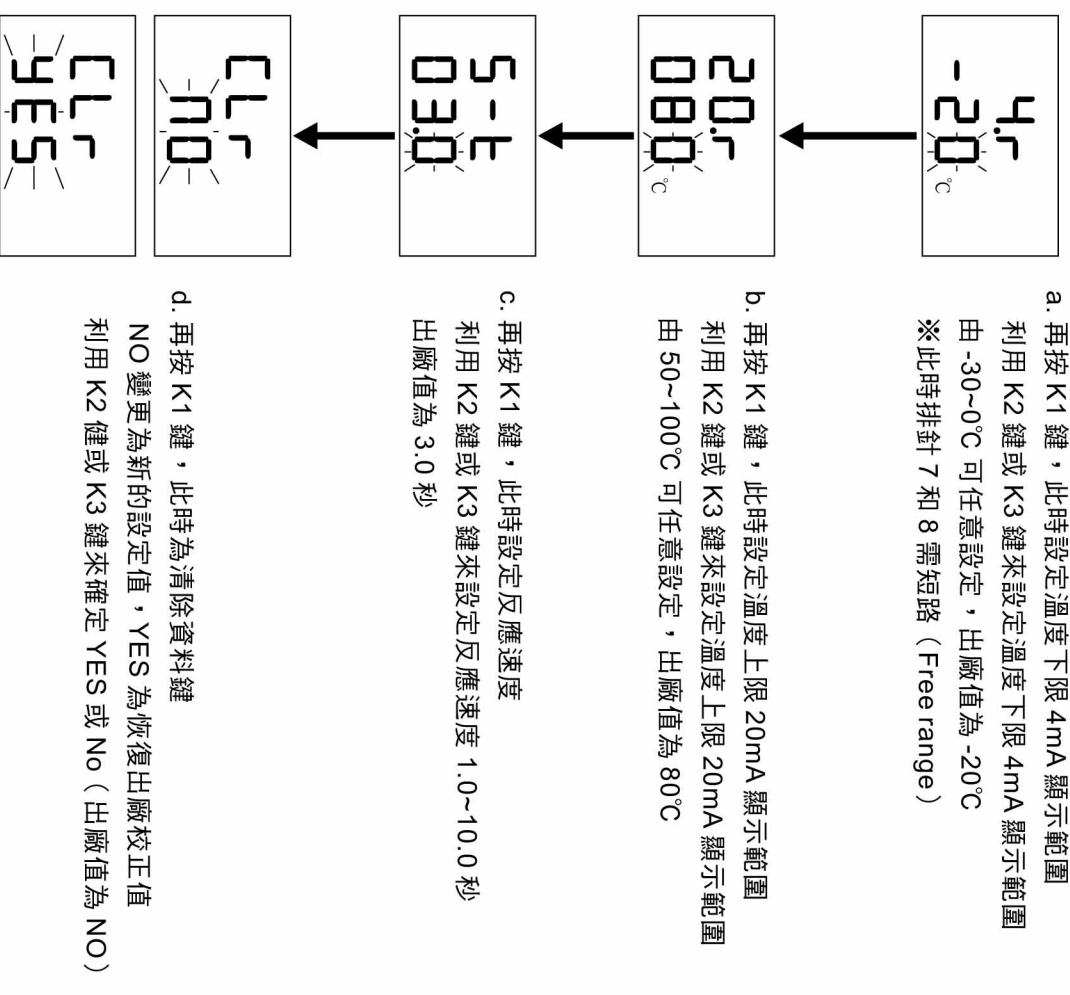 4.r
-20
℃
a. 再按 K1 鍵，此時設定溫度下限 4mA 顯示範圍
利用 K2 鍵或 K3 鍵來設定溫度下限 4mA 顯示範圍
由 -30~0℃ 可任意設定，出廠值為 -20℃
※此時排針 7 和 8 需短路（Free range）
20.r
080
℃
b. 再按 K1 鍵，此時設定溫度上限 20mA 顯示範圍
利用 K2 鍵或 K3 鍵來設定溫度上限 20mA 顯示範圍
由 50~100℃ 可任意設定，出廠值為 80℃
S-t
03.0
c. 再按 K1 鍵，此時設定反應速度
利用 K2 鍵或 K3 鍵來設定反應速度 1.0~10.0 秒
出廠值為 3.0 秒
CLr
no
CLr
YES
d. 再按 K1 鍵，此時為清除資料鍵
NO 變更為新的設定值，YES 為恢復出廠校正值
利用 K2 健或 K3 鍵來確定 YES 或 No（出廠值為 NO）